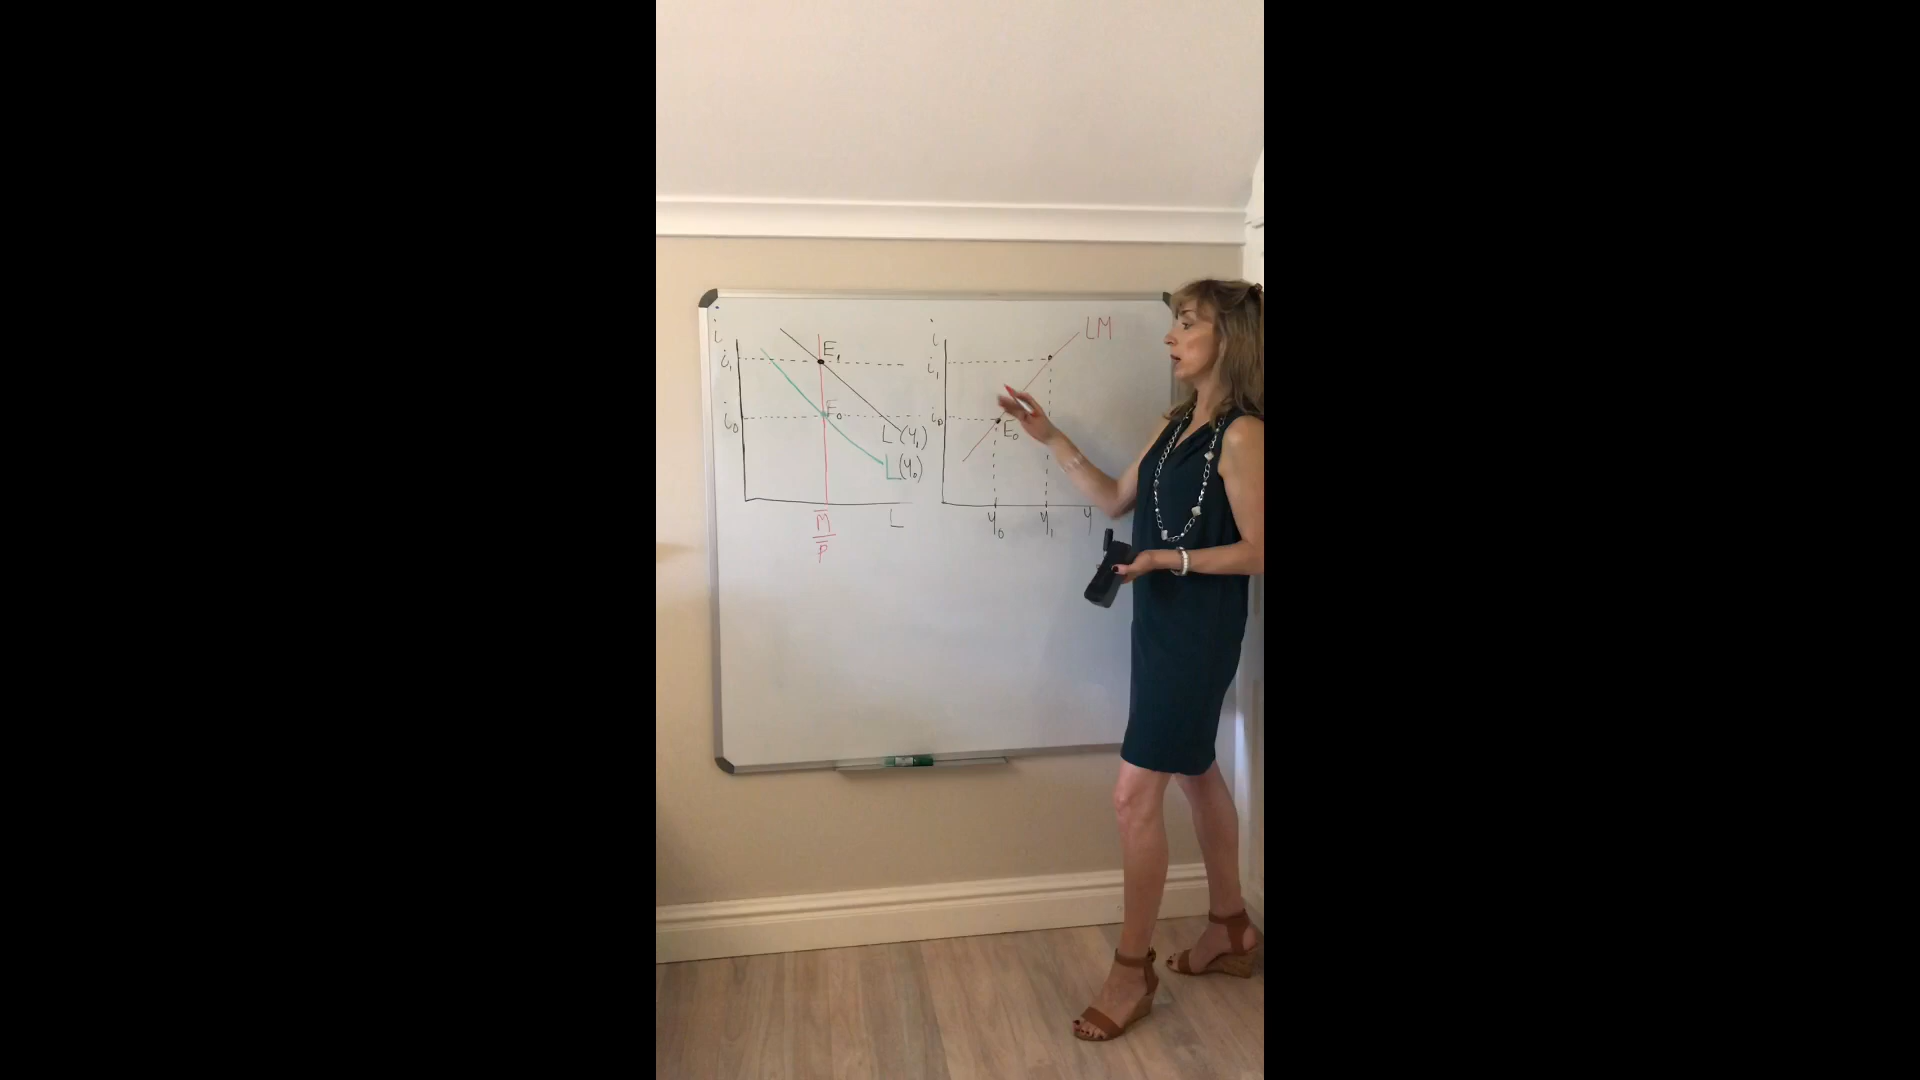 i
i₁
i₀
E₁
E₀
L(y₁)
L(y₀)
L
M̅
P̅
i
i₁
i₀
LM
E₀
y₀
y₁
y